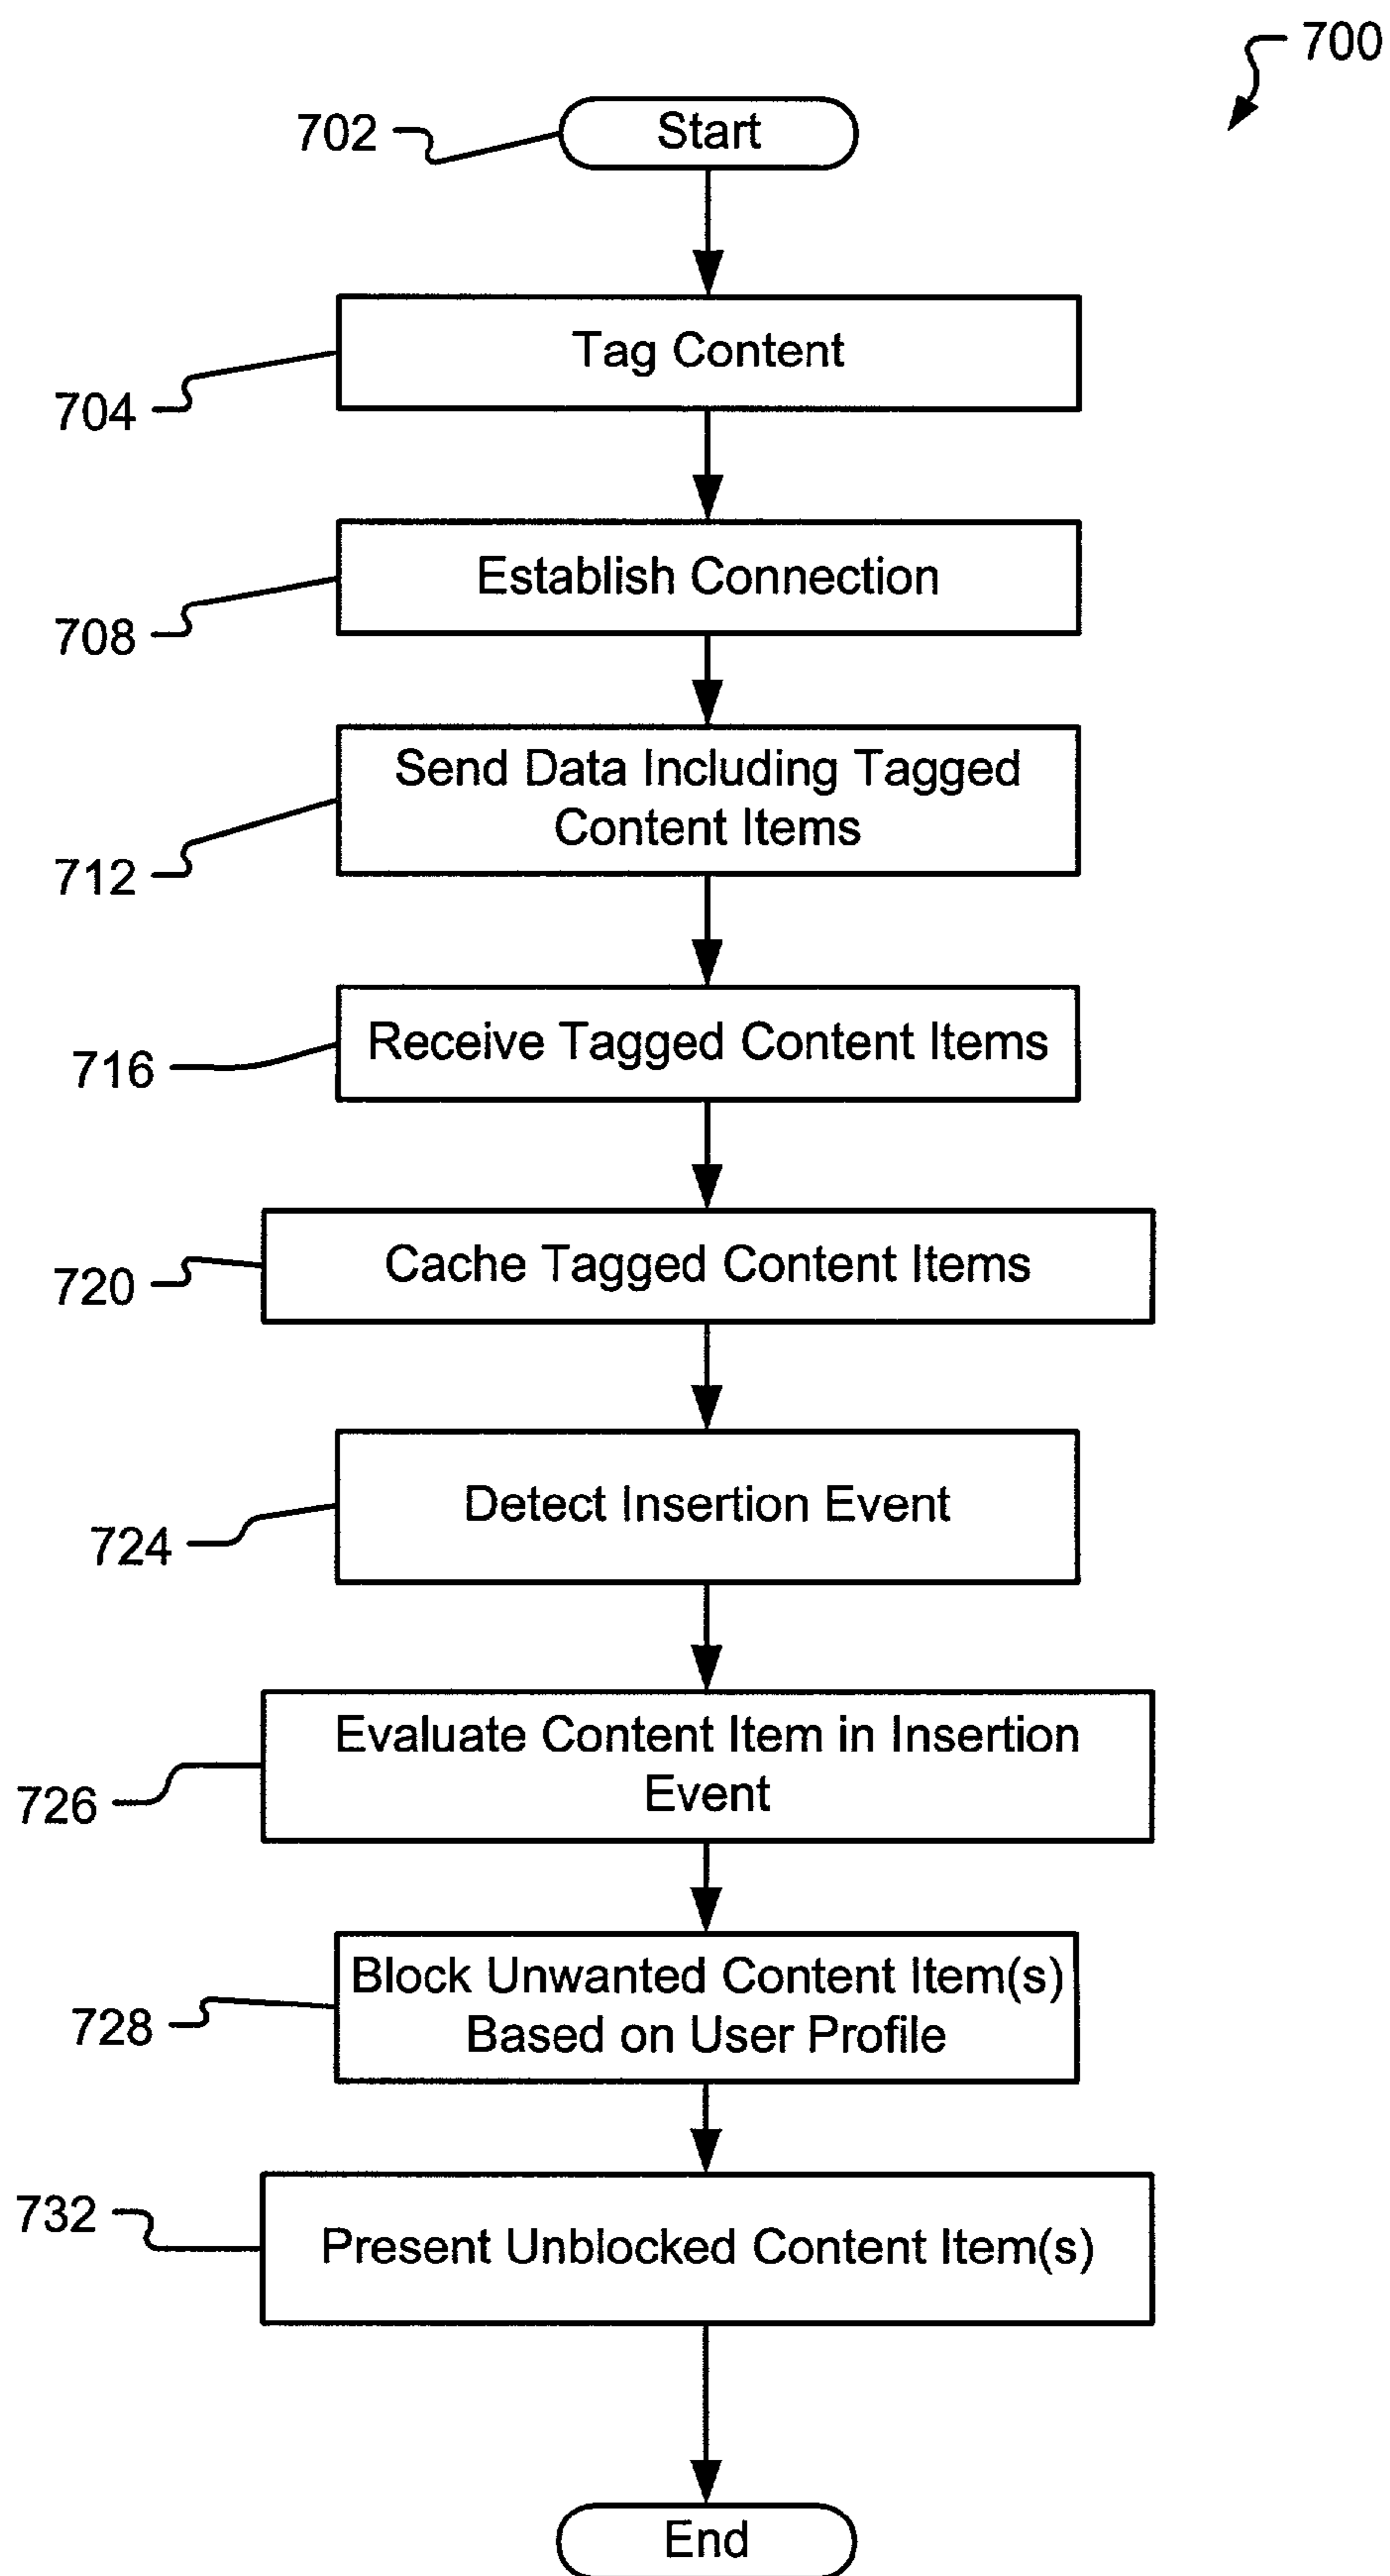 700
702
Start
Tag Content
704
Establish Connection
708
Send Data Including Tagged
Content Items
712
Receive Tagged Content Items
716
Cache Tagged Content Items
720
Detect Insertion Event
724
Evaluate Content Item in Insertion
Event
726
Block Unwanted Content Item(s)
Based on User Profile
728
732
Present Unblocked Content Item(s)
End